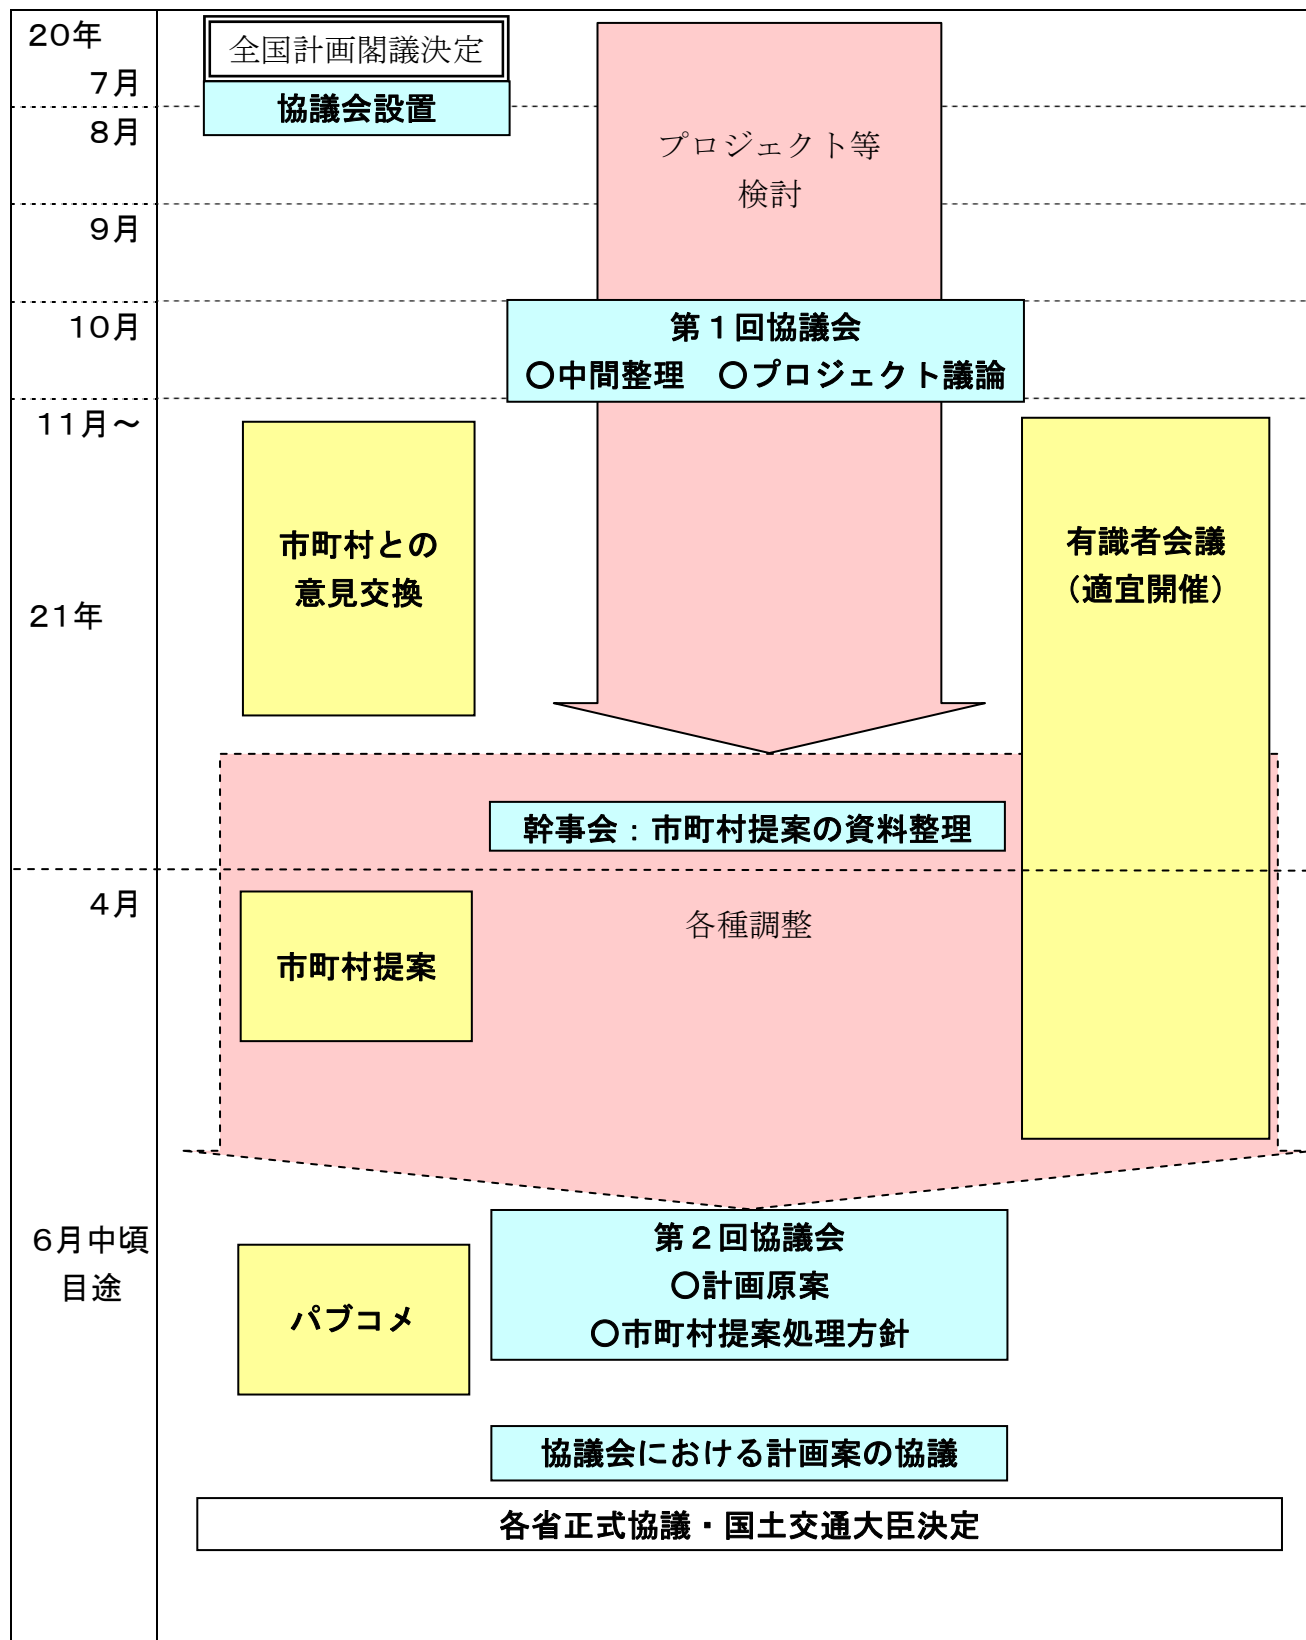 20年
全国計画閣議決定
7月
協議会設置
8月
プロジェクト等
検討
9月
10月
第1回協議会
○中間整理　○プロジェクト議論
11月～
市町村との
意見交換
有識者会議
（適宜開催）
21年
幹事会：市町村提案の資料整理
4月
各種調整
市町村提案
6月中頃
目途
第2回協議会
○計画原案
○市町村提案処理方針
パブコメ
協議会における計画案の協議
各省正式協議・国土交通大臣決定